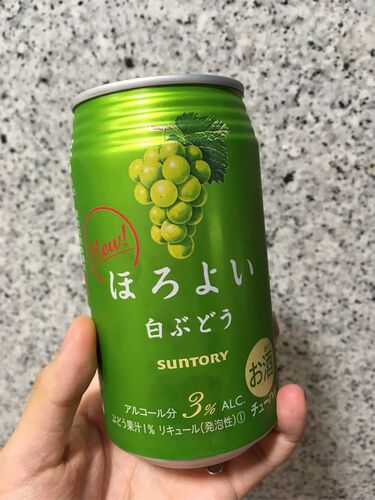 New!
ほろよい
白ぶどう
SUNTORY
アルコール分 3% ALC.
ぶどう果汁1% リキュール(発泡性)①
お酒
チューハイ